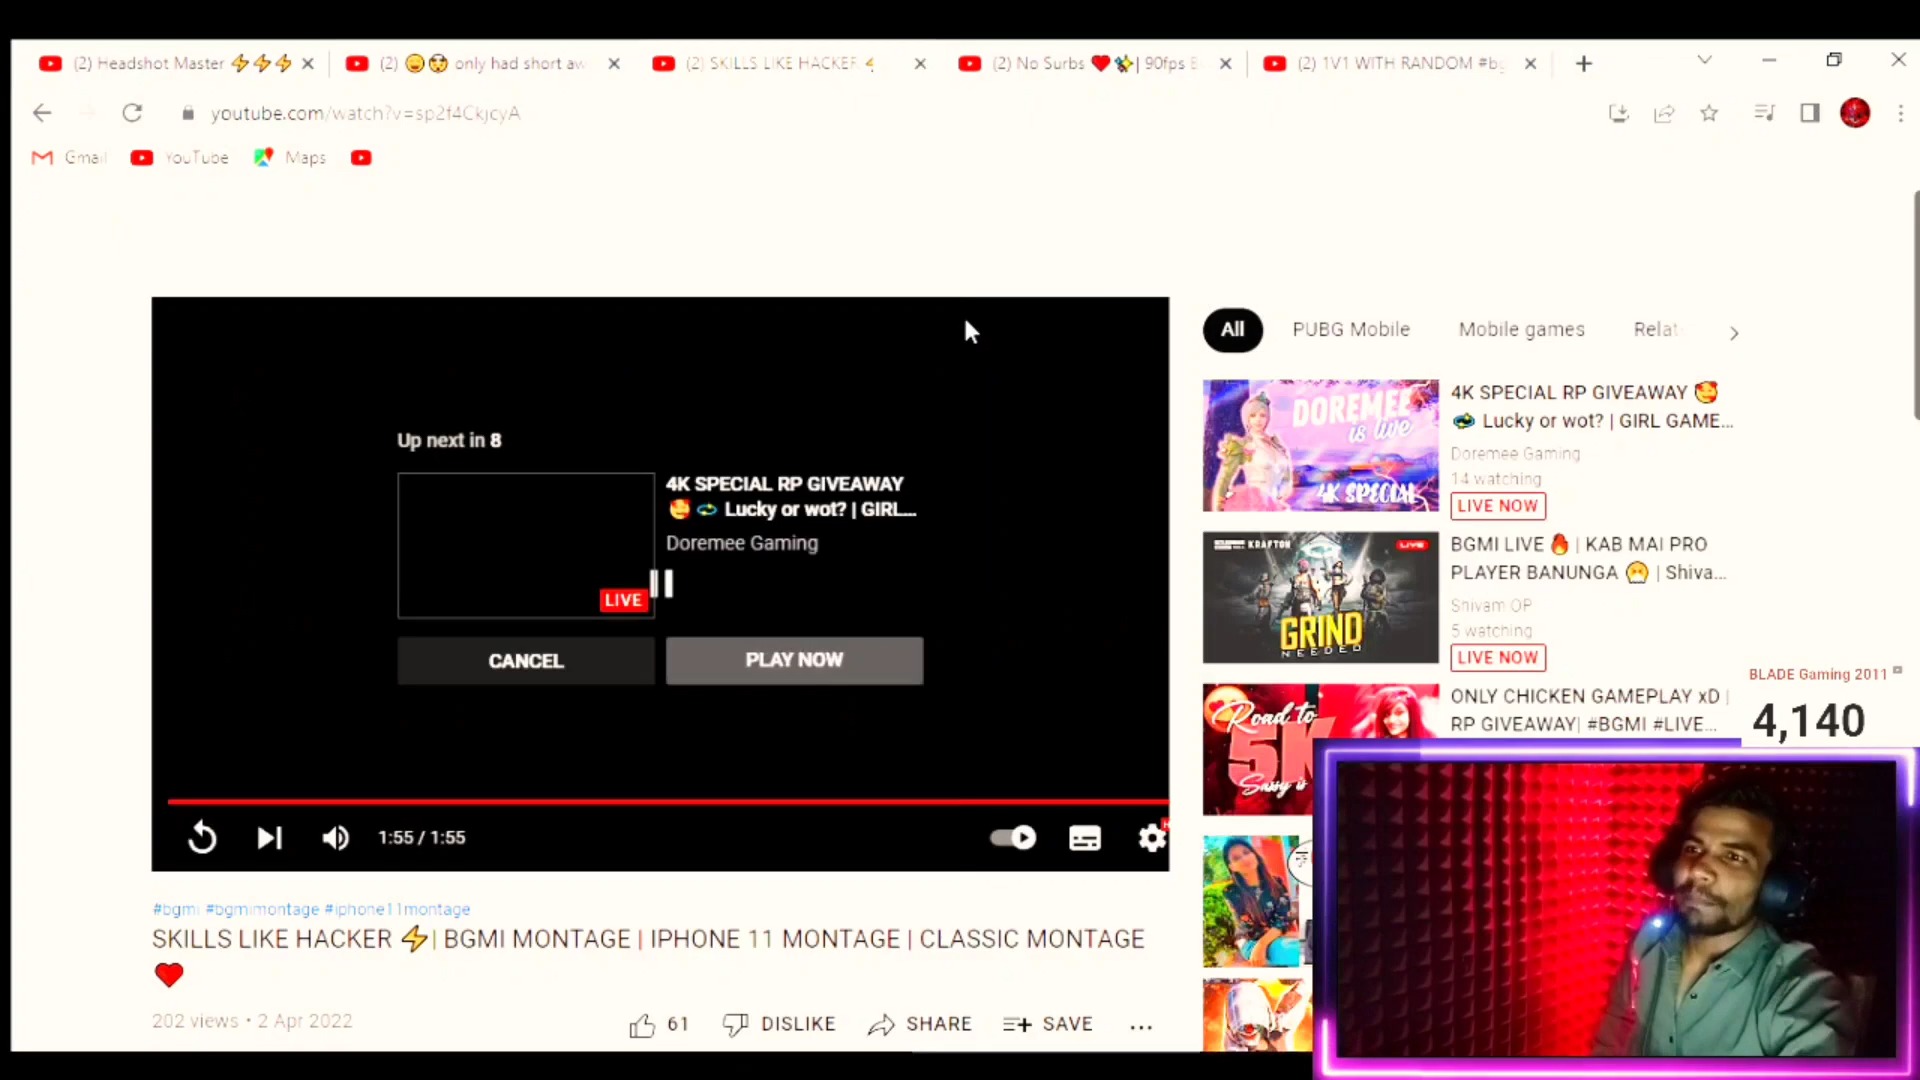 (2) Headshot Master ⚡⚡⚡
(2) 😄😍 only had short aw
(2) SKILLS LIKE HACKER ⚡
(2) No Surbs ❤️✨| 90fps B
(2) 1V1 WITH RANDOM #bg
youtube.com/watch?v=sp2f4CkjcyA
Gmail
YouTube
Maps
All
PUBG Mobile
Mobile games
Relat
Up next in 8
LIVE
4K SPECIAL RP GIVEAWAY
🥰 Lucky or wot? | GIRL...
Doremee Gaming
CANCEL
PLAY NOW
1:55 / 1:55
#bgmi #bgmimontage #iphone11montage
SKILLS LIKE HACKER ⚡| BGMI MONTAGE | IPHONE 11 MONTAGE | CLASSIC MONTAGE
❤️
202 views • 2 Apr 2022
61
DISLIKE
SHARE
SAVE
DOREMEE
is live
4K SPECIAL
4K SPECIAL RP GIVEAWAY 🥰
Lucky or wot? | GIRL GAME...
Doremee Gaming
14 watching
LIVE NOW
KRAFTON
LIVE
GRIND
NEEDED
BGMI LIVE 🔥 | KAB MAI PRO
PLAYER BANUNGA 😬 | Shiva...
Shivam OP
5 watching
LIVE NOW
Road to
5K
Sassy is
ONLY CHICKEN GAMEPLAY xD |
RP GIVEAWAY| #BGMI #LIVE...
BLADE Gaming 2011
4,140